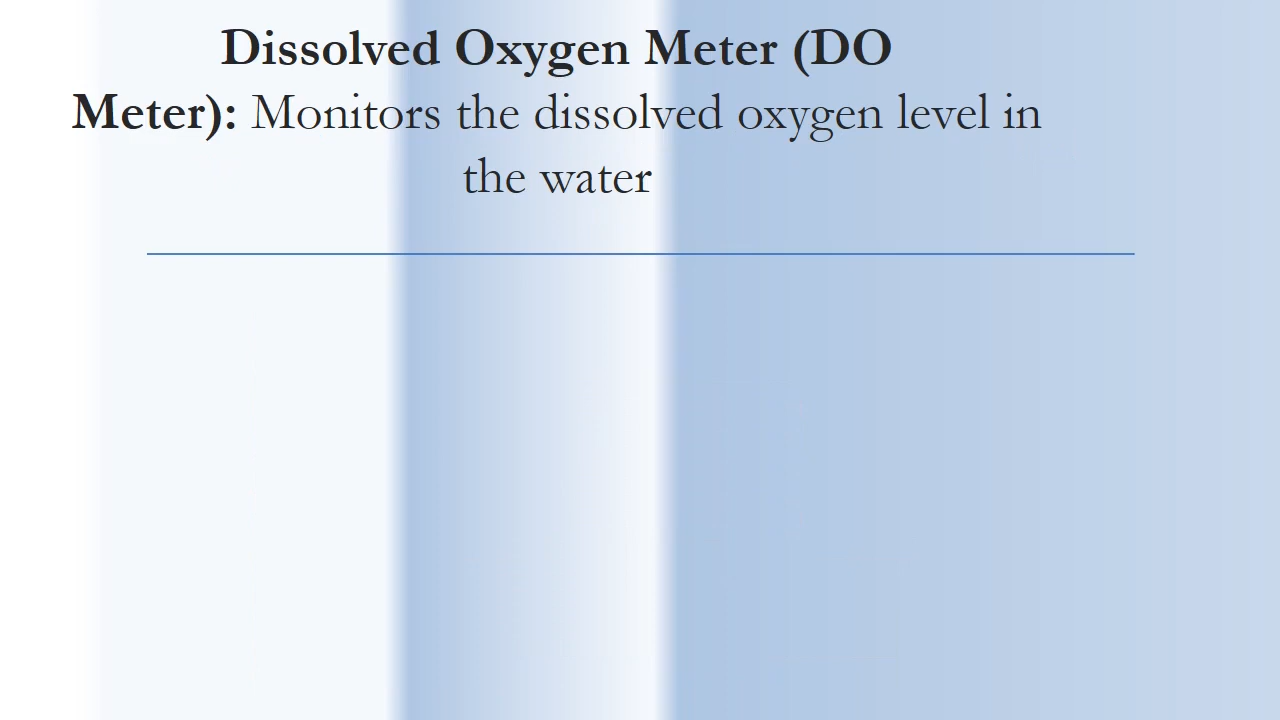 Dissolved Oxygen Meter (DO
Meter): Monitors the dissolved oxygen level in
the water